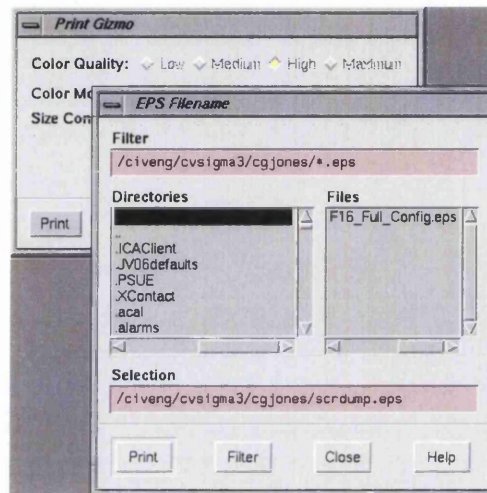 Print Gizmo
Color Quality: Low Medium High Maximum
Color Mo
Size Con
Print
EPS Filename
Filter
/civeng/cvsigma3/cgjones/*.eps
Directories
Files
..
.ICAClient
.JV06defaults
.PSUE
.XContact
.acal
.alarms
F16_Full_Config.eps
Selection
/civeng/cvsigma3/cgjones/scrdump.eps
Print Filter Close Help